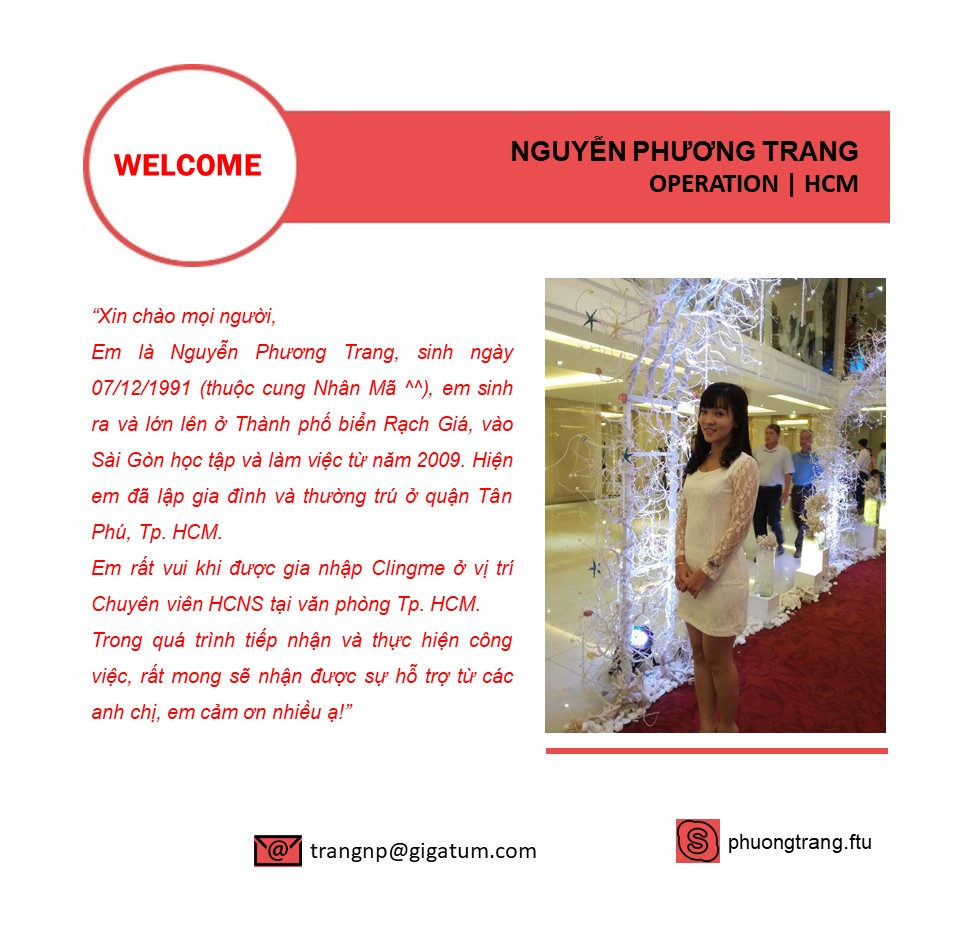 WELCOME
NGUYỄN PHƯƠNG TRANG
OPERATION | HCM
“Xin chào mọi người,
Em là Nguyễn Phương Trang, sinh ngày
07/12/1991 (thuộc cung Nhân Mã ^^), em sinh
ra và lớn lên ở Thành phố biển Rạch Giá, vào
Sài Gòn học tập và làm việc từ năm 2009. Hiện
em đã lập gia đình và thường trú ở quận Tân
Phú, Tp. HCM.
Em rất vui khi được gia nhập Clingme ở vị trí
Chuyên viên HCNS tại văn phòng Tp. HCM.
Trong quá trình tiếp nhận và thực hiện công
việc, rất mong sẽ nhận được sự hỗ trợ từ các
anh chị, em cảm ơn nhiều ạ!”
trangnp@gigatum.com
phuongtrang.ftu